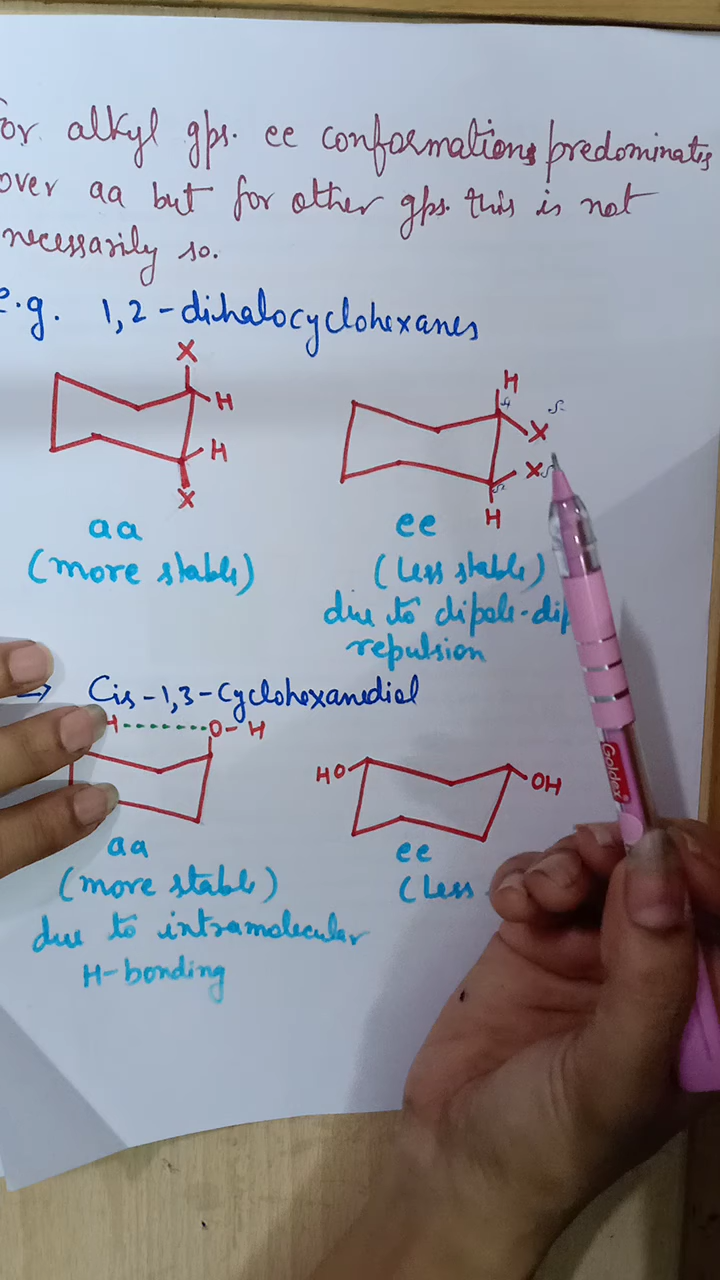 For alkyl gps. ee conformations predominates
over aa but for other gps. this is not
necessarily so.
e.g. 1,2-dihalocyclohexanes
X H
H X
H X
X H
aa ee
(more stable) (Less stable)
due to dipole-dip
repulsion
→ Cis-1,3-Cyclohexanediol
H O-H
HO OH
aa ee
(more stable) (Less
due to intramolecular
H-bonding
Goldex